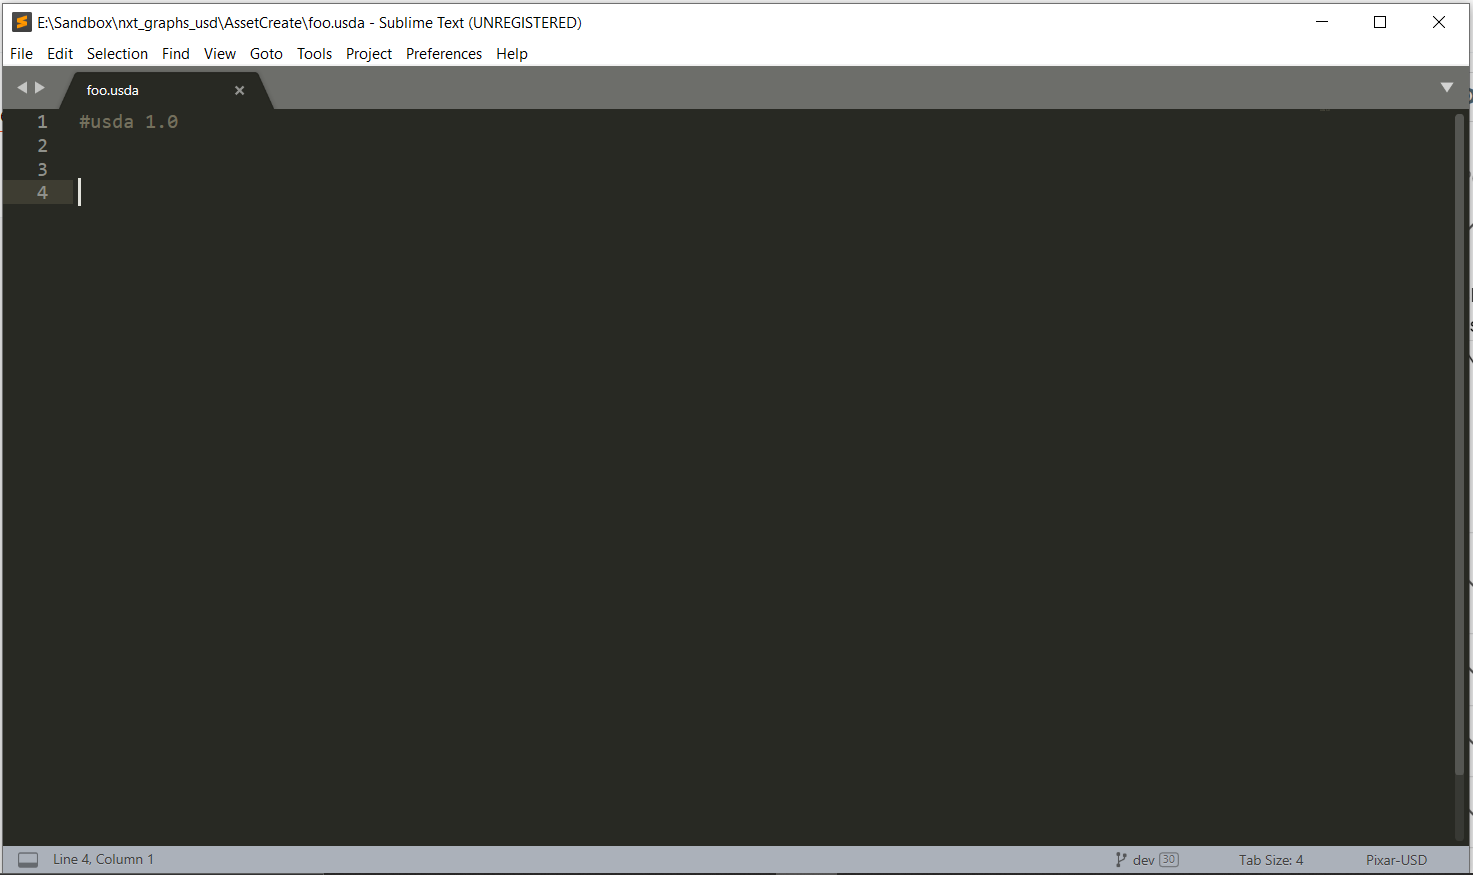 E:\Sandbox\nxt_graphs_usd\AssetCreate\foo.usda - Sublime Text (UNREGISTERED)
File Edit Selection Find View Goto Tools Project Preferences Help
foo.usda
1 #usda 1.0
2
3
4
Line 4, Column 1 dev 30 Tab Size: 4 Pixar-USD